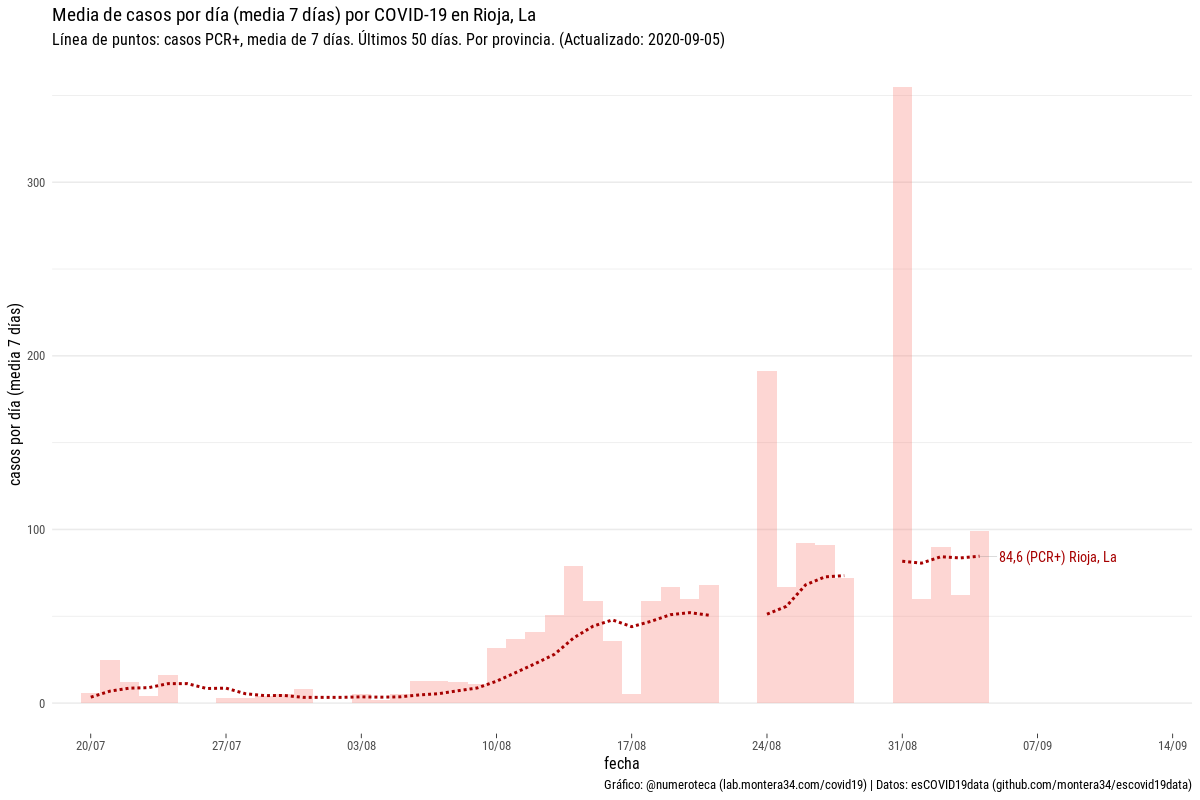 Media de casos por día (media 7 días) por COVID-19 en Rioja, La
Línea de puntos: casos PCR+, media de 7 días. Últimos 50 días. Por provincia. (Actualizado: 2020-09-05)
casos por día (media 7 días)
300
200
100
0
84,6 (PCR+) Rioja, La
20/07
27/07
03/08
10/08
17/08
24/08
31/08
07/09
14/09
fecha
Gráfico: @numeroteca (lab.montera34.com/covid19) | Datos: esCOVID19data (github.com/montera34/escovid19data)